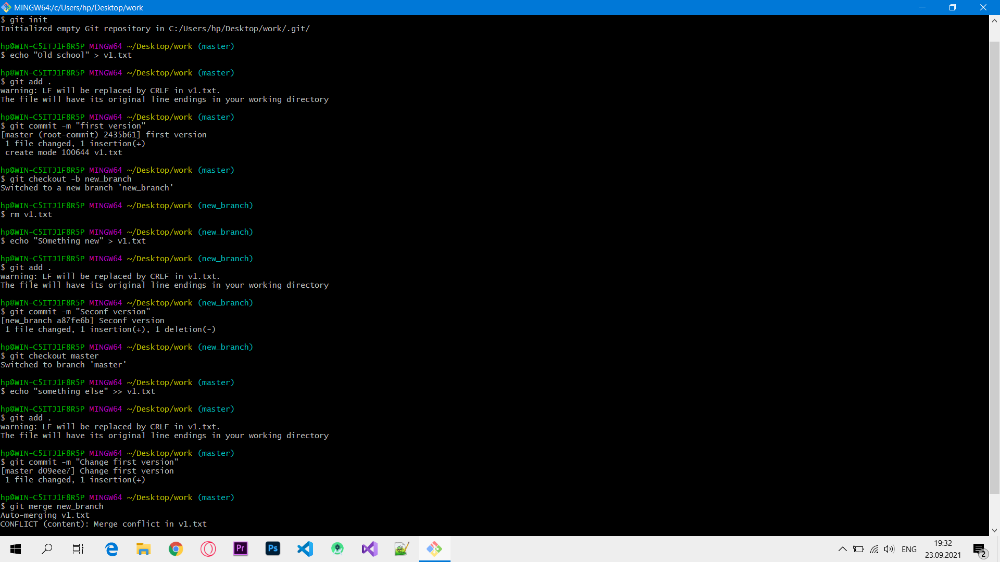 MINGW64:/c/Users/hp/Desktop/work
$ git init
Initialized empty Git repository in C:/Users/hp/Desktop/work/.git/
hp@WIN-C5ITJ1F8R5P MINGW64 ~/Desktop/work (master)
$ echo "Old school" > v1.txt
hp@WIN-C5ITJ1F8R5P MINGW64 ~/Desktop/work (master)
$ git add .
warning: LF will be replaced by CRLF in v1.txt.
The file will have its original line endings in your working directory
hp@WIN-C5ITJ1F8R5P MINGW64 ~/Desktop/work (master)
$ git commit -m "first version"
[master (root-commit) 2435b61] first version
 1 file changed, 1 insertion(+)
 create mode 100644 v1.txt
hp@WIN-C5ITJ1F8R5P MINGW64 ~/Desktop/work (master)
$ git checkout -b new_branch
Switched to a new branch 'new_branch'
hp@WIN-C5ITJ1F8R5P MINGW64 ~/Desktop/work (new_branch)
$ rm v1.txt
hp@WIN-C5ITJ1F8R5P MINGW64 ~/Desktop/work (new_branch)
$ echo "SOmething new" > v1.txt
hp@WIN-C5ITJ1F8R5P MINGW64 ~/Desktop/work (new_branch)
$ git add .
warning: LF will be replaced by CRLF in v1.txt.
The file will have its original line endings in your working directory
hp@WIN-C5ITJ1F8R5P MINGW64 ~/Desktop/work (new_branch)
$ git commit -m "Seconf version"
[new_branch a87fe6b] Seconf version
 1 file changed, 1 insertion(+), 1 deletion(-)
hp@WIN-C5ITJ1F8R5P MINGW64 ~/Desktop/work (new_branch)
$ git checkout master
Switched to branch 'master'
hp@WIN-C5ITJ1F8R5P MINGW64 ~/Desktop/work (master)
$ echo "something else" >> v1.txt
hp@WIN-C5ITJ1F8R5P MINGW64 ~/Desktop/work (master)
$ git add .
warning: LF will be replaced by CRLF in v1.txt.
The file will have its original line endings in your working directory
hp@WIN-C5ITJ1F8R5P MINGW64 ~/Desktop/work (master)
$ git commit -m "Change first version"
[master d09eee7] Change first version
 1 file changed, 1 insertion(+)
hp@WIN-C5ITJ1F8R5P MINGW64 ~/Desktop/work (master)
$ git merge new_branch
Auto-merging v1.txt
CONFLICT (content): Merge conflict in v1.txt
Pr
Ps
ENG
19:32
23.09.2021
2